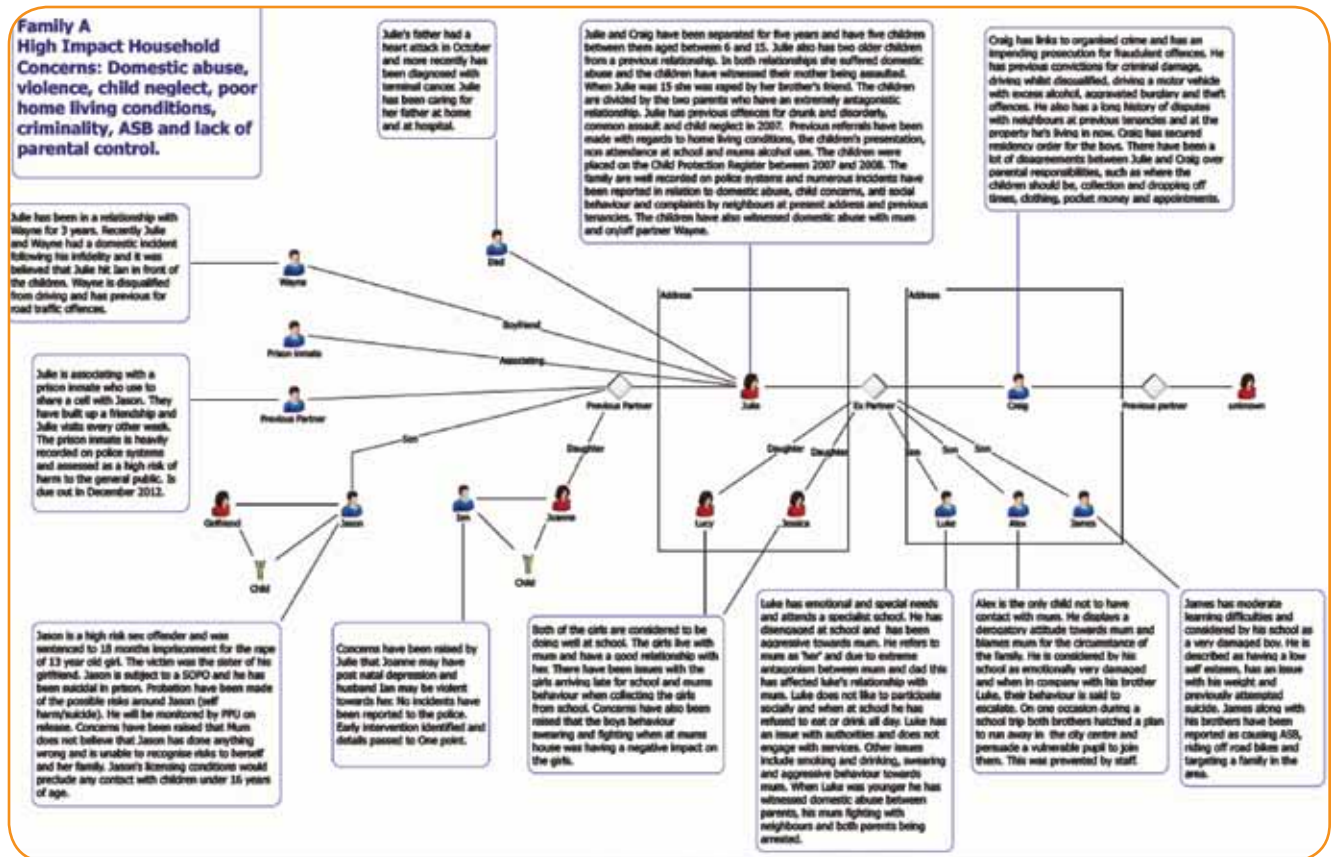 Family A
High Impact Household
Concerns: Domestic abuse,
violence, child neglect, poor
home living conditions,
criminality, ASB and lack of
parental control.
Julie's father had a
heart attack in October
and more recently has
been diagnosed with
terminal cancer. Julie
has been caring for
her father at home
and at hospital.
Julie and Craig have been separated for five years and have five children
between them aged between 6 and 15. Julie also has two older children
from a previous relationship. In both relationships she suffered domestic
abuse and the children have witnessed their mother being assaulted.
When Julie was 15 she was raped by her brother's friend. The children
are divided by the two parents who have an extremely antagonistic
relationship. Julie has previous offences for drunk and disorderly,
common assault and child neglect in 2007. Previous referrals have been
made with regards to home living conditions, the children's presentation,
non attendance at school and mums alcohol use. The children were
placed on the Child Protection Register between 2007 and 2008. The
family are well recorded on police systems and numerous incidents have
been reported in relation to domestic abuse, child concerns, anti social
behaviour and complaints by neighbours at present address and previous
tenancies. The children have also witnessed domestic abuse with mum
and on/off partner Wayne.
Craig has links to organised crime and has an
impending prosecution for fraudulent offences. He
has previous convictions for criminal damage,
driving whilst disqualified, driving a motor vehicle
with excess alcohol, aggravated burglary and theft
offences. He also has a long history of disputes
with neighbours at previous tenancies and at the
property he's living in now. Craig has secured
residency order for the boys. There have been a
lot of disagreements between Julie and Craig over
parental responsibilities, such as where the
children should be, collection and dropping off
times, clothing, pocket money and appointments.
Julie has been in a relationship with
Wayne for 3 years. Recently Julie
and Wayne had a domestic incident
following his infidelity and it was
believed that Julie hit Ian in front of
the children. Wayne is disqualified
from driving and has previous for
road traffic offences.
Wayne
Dad
Address
Address
Boyfriend
Prison Inmate
Associating
Julie is associating with a
prison inmate who use to
share a cell with Jason. They
have built up a friendship and
Julie visits every other week.
The prison inmate is heavily
recorded on police systems
and assessed as a high risk of
harm to the general public. Is
due out in December 2012.
Previous Partner
Previous Partner
Julie
Ex Partner
Craig
Previous partner
unknown
Son
Daughter
Daughter
Daughter
Son
Son
Son
Girlfriend
Jason
Ian
Joanne
Lucy
Jessica
Luke
Alex
James
Child
Child
Jason is a high risk sex offender and was
sentenced to 18 months imprisonment for the rape
of 13 year old girl. The victim was the sister of his
girlfriend. Jason is subject to a SOPO and he has
been suicidal in prison. Probation have been made
of the possible risks around Jason (self
harm/suicide). He will be monitored by PPU on
release. Concerns have been raised that Mum
does not believe that Jason has done anything
wrong and is unable to recognise risks to herself
and her family. Jason's licensing conditions would
preclude any contact with children under 16 years
of age.
Concerns have been raised by
Julie that Joanne may have
post natal depression and
husband Ian may be violent
towards her. No incidents have
been reported to the police.
Early intervention identified and
details passed to One point.
Both of the girls are considered to be
doing well at school. The girls live with
mum and have a good relationship with
her. There have been issues with the
girls arriving late for school and mums
behaviour when collecting the girls
from school. Concerns have also been
raised that the boys behaviour
swearing and fighting when at mums
house was having a negative impact on
the girls.
Luke has emotional and special needs
and attends a specialist school. He has
disengaged at school and has been
aggressive towards mum. He refers to
mum as 'her' and due to extreme
antagonism between mum and dad this
has affected luke's relationship with
mum. Luke does not like to participate
socially and when at school he has
refused to eat or drink all day. Luke has
an issue with authorities and does not
engage with services. Other issues
include smoking and drinking, swearing
and aggressive behaviour towards
mum. When Luke was younger he has
witnessed domestic abuse between
parents, his mum fighting with
neighbours and both parents being
arrested.
Alex is the only child not to have
contact with mum. He displays a
derogatory attitude towards mum and
blames mum for the circumstance of
the family. He is considered by his
school as emotionally very damaged
and when in company with his brother
Luke, their behaviour is said to
escalate. On one occasion during a
school trip both brothers hatched a plan
to run away in the city centre and
persuade a vulnerable pupil to join
them. This was prevented by staff.
James has moderate
learning difficulties and
considered by his school as
a very damaged boy. He is
described as having a low
self esteem, has an issue
with his weight and
previously attempted
suicide. James along with
his brothers have been
reported as causing ASB,
riding off road bikes and
targeting a family in the
area.